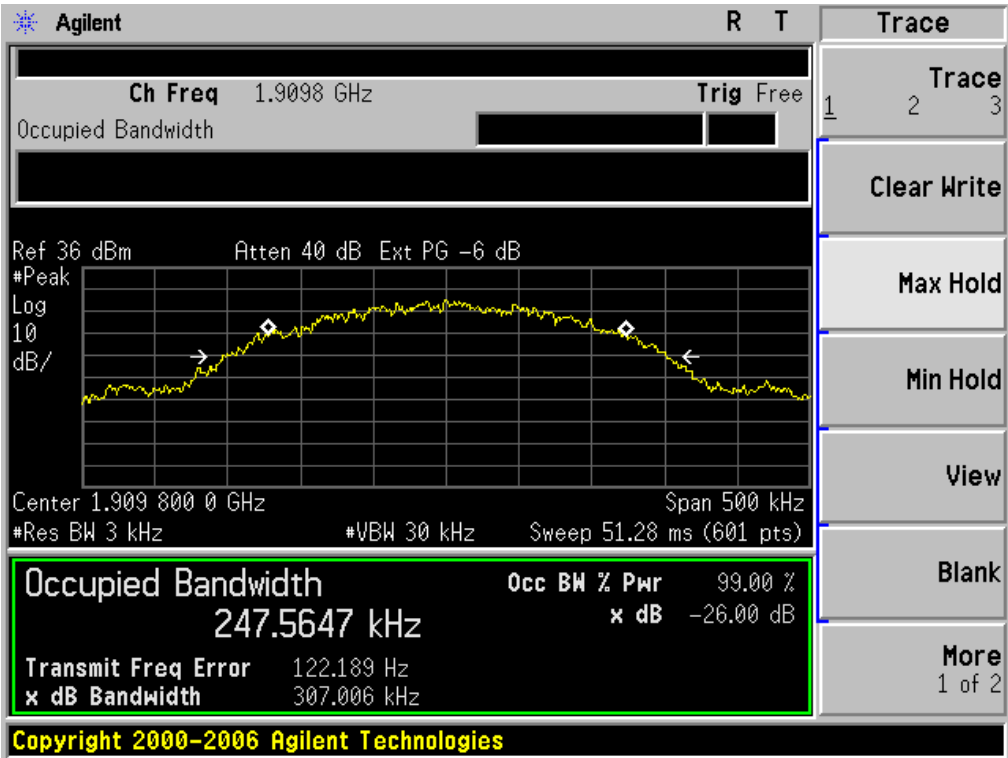 Agilent R T Trace
Ch Freq 1.9098 GHz Trig Free
Occupied Bandwidth
Trace
1 2 3
Clear Write
Max Hold
Min Hold
View
Blank
More
1 of 2
Ref 36 dBm Atten 40 dB Ext PG -6 dB
#Peak
Log
10
dB/
Center 1.909 800 0 GHz Span 500 kHz
#Res BW 3 kHz #VBW 30 kHz Sweep 51.28 ms (601 pts)
Occupied Bandwidth Occ BW % Pwr 99.00 %
247.5647 kHz x dB -26.00 dB
Transmit Freq Error 122.189 Hz
x dB Bandwidth 307.006 kHz
Copyright 2000-2006 Agilent Technologies